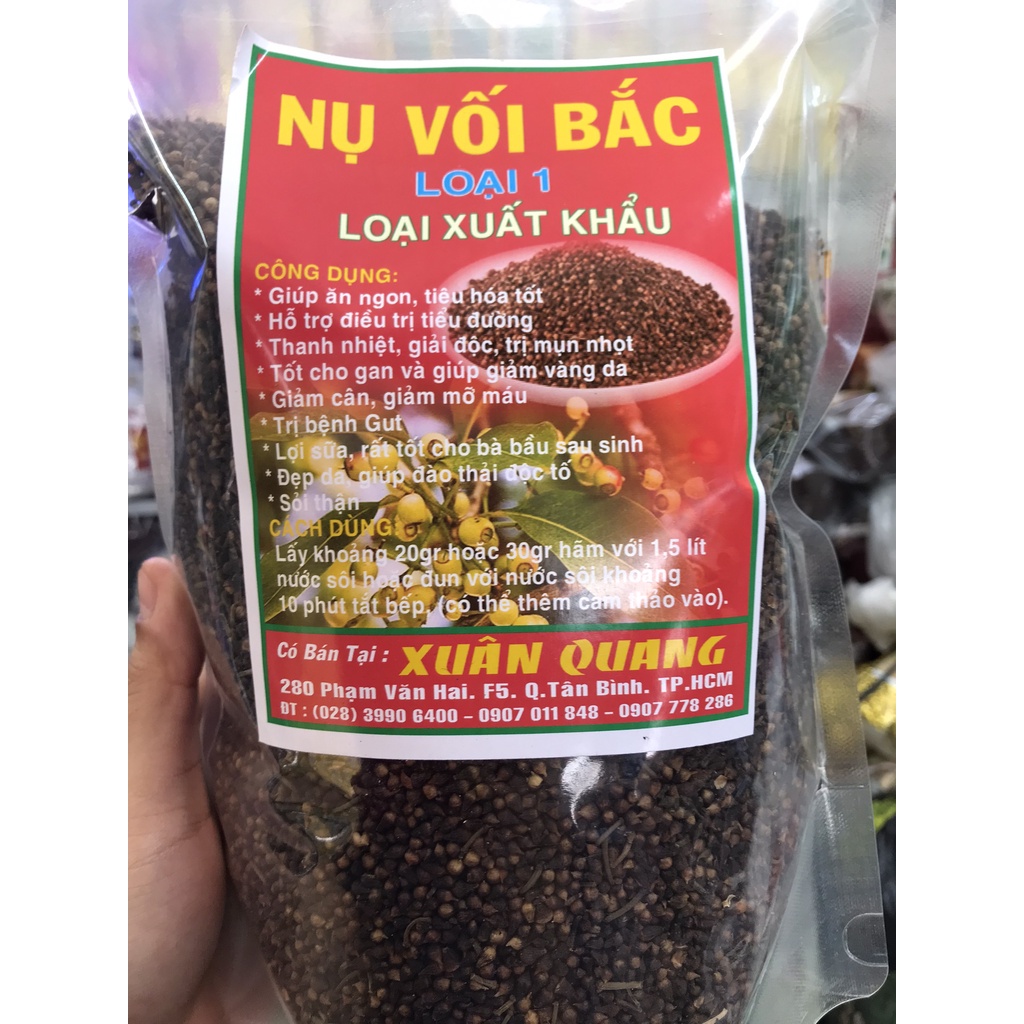 NỤ VỐI BẮC
LOẠI 1
LOẠI XUẤT KHẨU
CÔNG DỤNG:
* Giúp ăn ngon, tiêu hóa tốt
* Hỗ trợ điều trị tiểu đường
* Thanh nhiệt, giải độc, trị mụn nhọt
* Tốt cho gan và giúp giảm vàng da
* Giảm cân, giảm mỡ máu
* Trị bệnh Gut
* Lợi sữa, rất tốt cho bà bầu sau sinh
* Đẹp da, giúp đào thải độc tố
* Sỏi thận
CÁCH DÙNG:
Lấy khoảng 20gr hoặc 30gr hãm với 1,5 lít
nước sôi hoặc đun với nước sôi khoảng
10 phút tắt bếp, (có thể thêm cam thảo vào).
Có Bán Tại : XUÂN QUANG
280 Phạm Văn Hai. F5. Q.Tân Bình. TP.HCM
ĐT : (028) 3990 6400 - 0907 011 848 - 0907 778 286